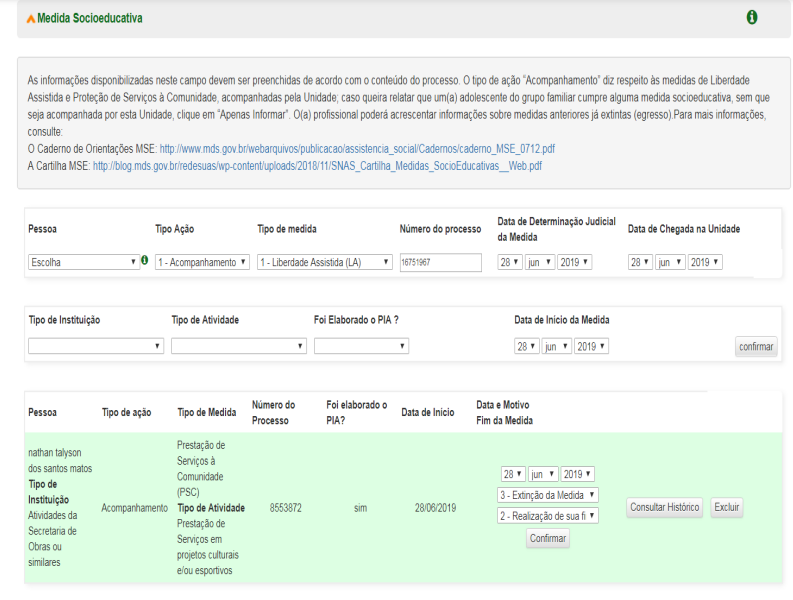 Medida Socioeducativa
As informações disponibilizadas neste campo devem ser preenchidas de acordo com o conteúdo do processo. O tipo de ação "Acompanhamento" diz respeito às medidas de Liberdade
Assistida e Proteção de Serviços à Comunidade, acompanhadas pela Unidade; caso queira relatar que um(a) adolescente do grupo familiar cumpre alguma medida socioeducativa, sem que
seja acompanhada por esta Unidade, clique em "Apenas Informar". O(a) profissional poderá acrescentar informações sobre medidas anteriores já extintas (egresso).Para mais informações,
consulte:
O Caderno de Orientações MSE: http://www.mds.gov.br/webarquivos/publicacao/assistencia_social/Cadernos/caderno_MSE_0712.pdf
A Cartilha MSE: http://blog.mds.gov.br/redesuas/wp-content/uploads/2018/11/SNAS_Cartilha_Medidas_SocioEducativas__Web.pdf
Pessoa Tipo Ação Tipo de medida Número do processo Data de Determinação Judicial da Medida Data de Chegada na Unidade
Escolha 1 - Acompanhamento 1 - Liberdade Assistida (LA) 16751967 28 jun 2019 28 jun 2019
Tipo de Instituição Tipo de Atividade Foi Elaborado o PIA ? Data de Início da Medida
28 jun 2019 confirmar
Pessoa Tipo de ação Tipo de Medida Número do Processo Foi elaborado o PIA? Data de Início Data e Motivo Fim da Medida
nathan talyson
dos santos matos
Tipo de
Instituição
Atividades da
Secretaria de
Obras ou
similares
Acompanhamento
Prestação de
Serviços à
Comunidade
(PSC)
Tipo de Atividade
Prestação de
Serviços em
projetos culturais
e/ou esportivos
8553872
sim
28/06/2019
28 jun 2019
3 - Extinção da Medida
2 - Realização de sua fi
Confirmar
Consultar Histórico Excluir